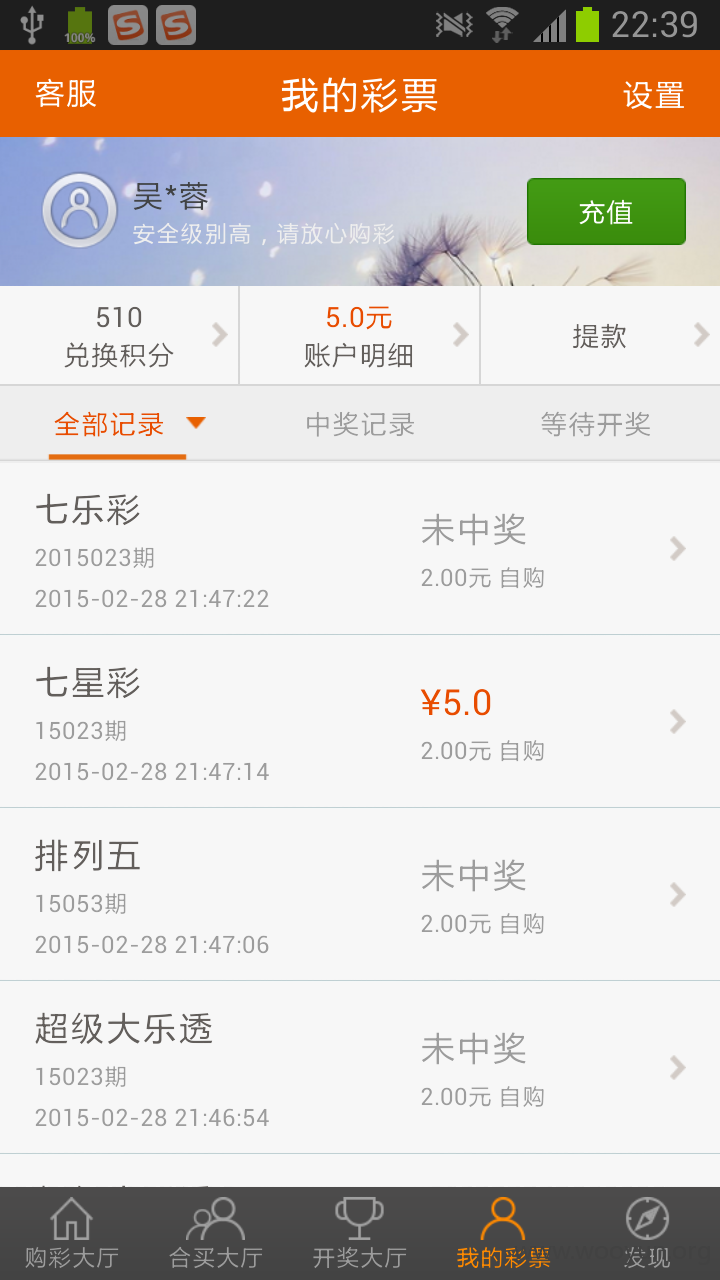 100%
22:39
客服
我的彩票
设置
吴*蓉
安全级别高，请放心购彩
充值
510
兑换积分
5.0元
账户明细
提款
全部记录
中奖记录
等待开奖
七乐彩
2015023期
2015-02-28 21:47:22
未中奖
2.00元 自购
七星彩
15023期
2015-02-28 21:47:14
¥5.0
2.00元 自购
排列五
15053期
2015-02-28 21:47:06
未中奖
2.00元 自购
超级大乐透
15023期
2015-02-28 21:46:54
未中奖
2.00元 自购
购彩大厅
合买大厅
开奖大厅
我的彩票
发现